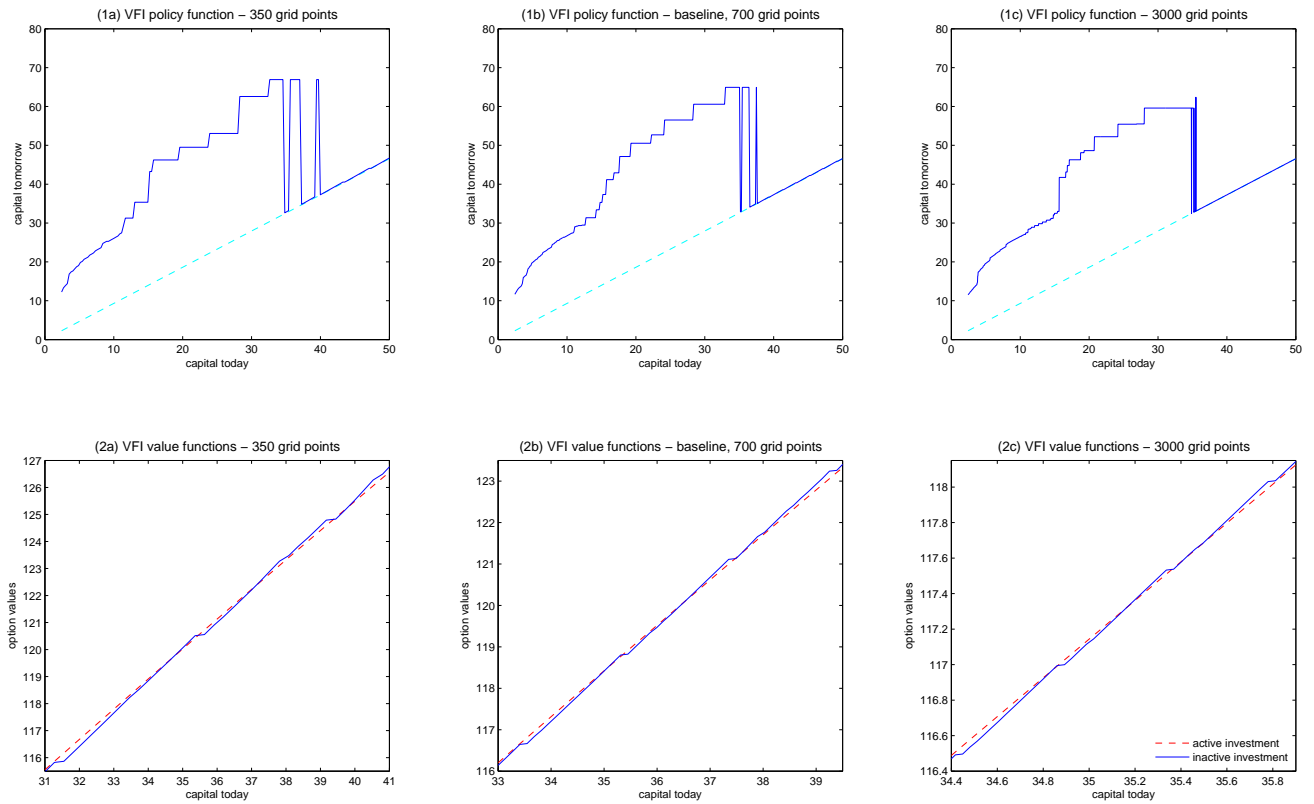 (1a) VFI policy function – 350 grid points
(1b) VFI policy function – baseline, 700 grid points
(1c) VFI policy function – 3000 grid points
80
70
60
50
40
30
20
10
0
capital tomorrow
0 10 20 30 40 50
capital today
80
70
60
50
40
30
20
10
0
capital tomorrow
0 10 20 30 40 50
capital today
80
70
60
50
40
30
20
10
0
capital tomorrow
0 10 20 30 40 50
capital today
(2a) VFI value functions – 350 grid points
(2b) VFI value functions – baseline, 700 grid points
(2c) VFI value functions – 3000 grid points
127
126
125
124
123
122
121
120
119
118
117
116
option values
31 32 33 34 35 36 37 38 39 40 41
capital today
123
122
121
120
119
118
117
116
option values
33 34 35 36 37 38 39
capital today
118
117.8
117.6
117.4
117.2
117
116.8
116.6
116.4
option values
34.4 34.6 34.8 35 35.2 35.4 35.6 35.8
capital today
active investment
inactive investment